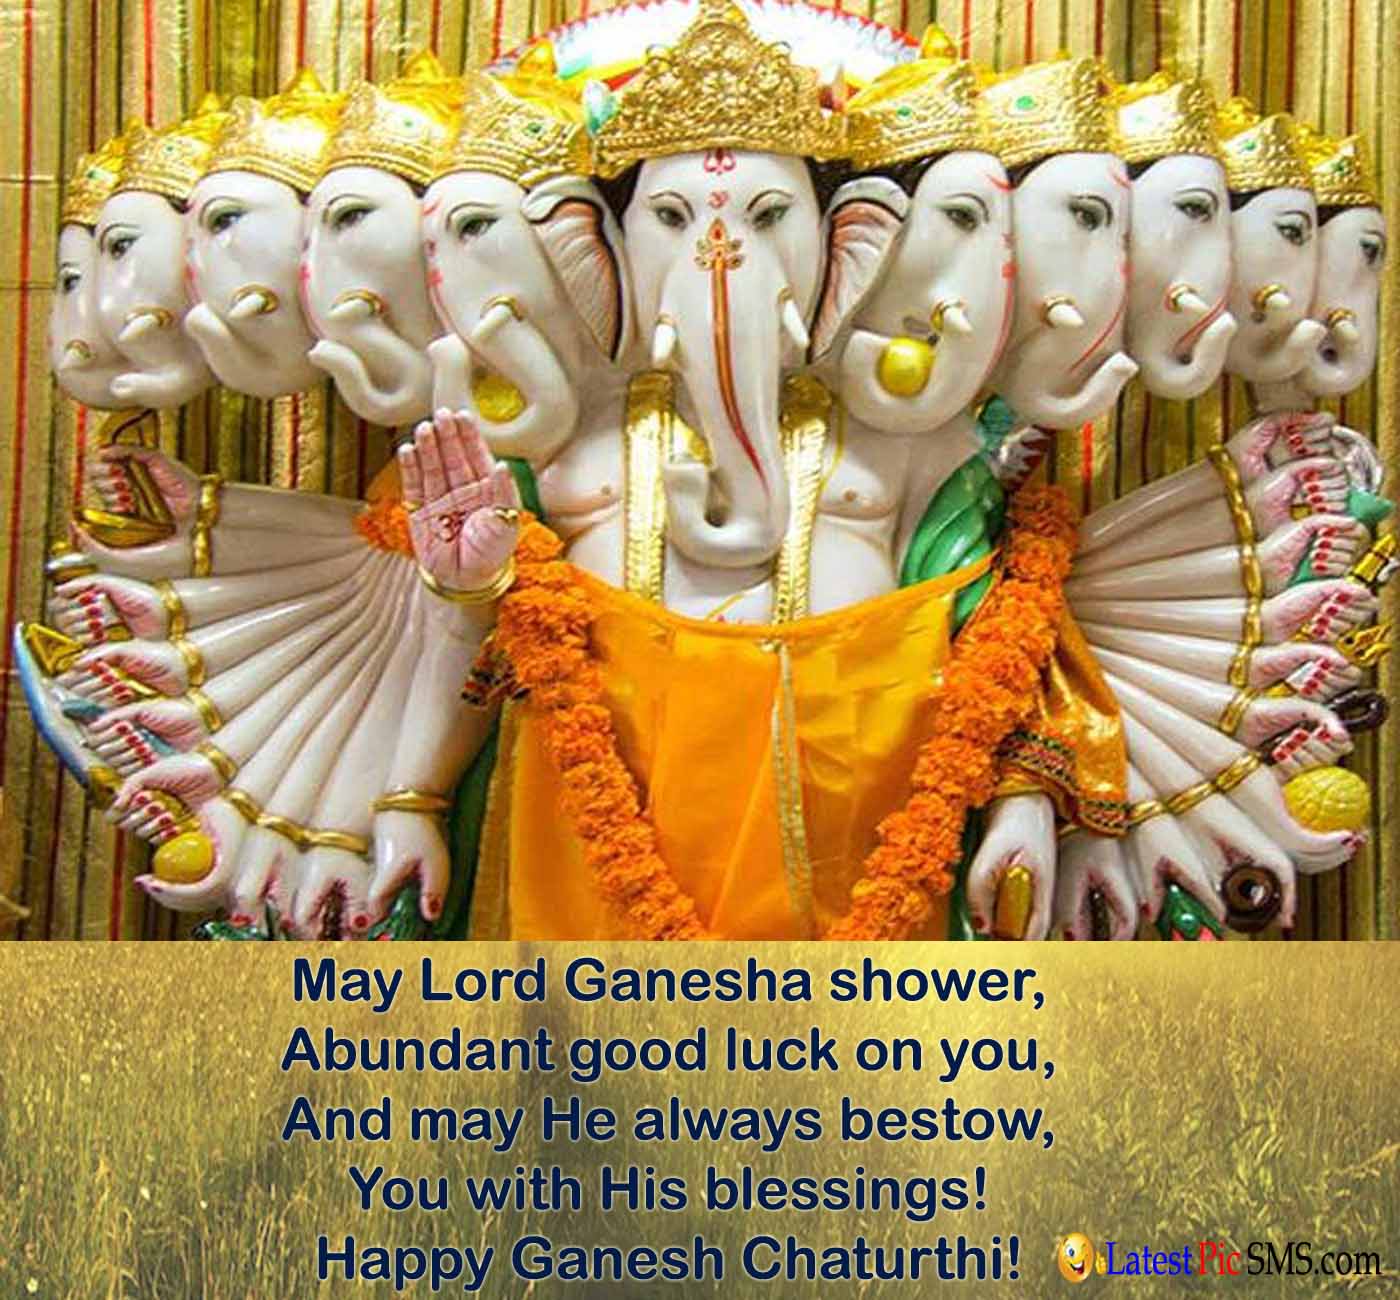 May Lord Ganesha shower,
Abundant good luck on you,
And may He always bestow,
You with His blessings!
Happy Ganesh Chaturthi!
LatestPicSMS.com
ॐ
ॐ